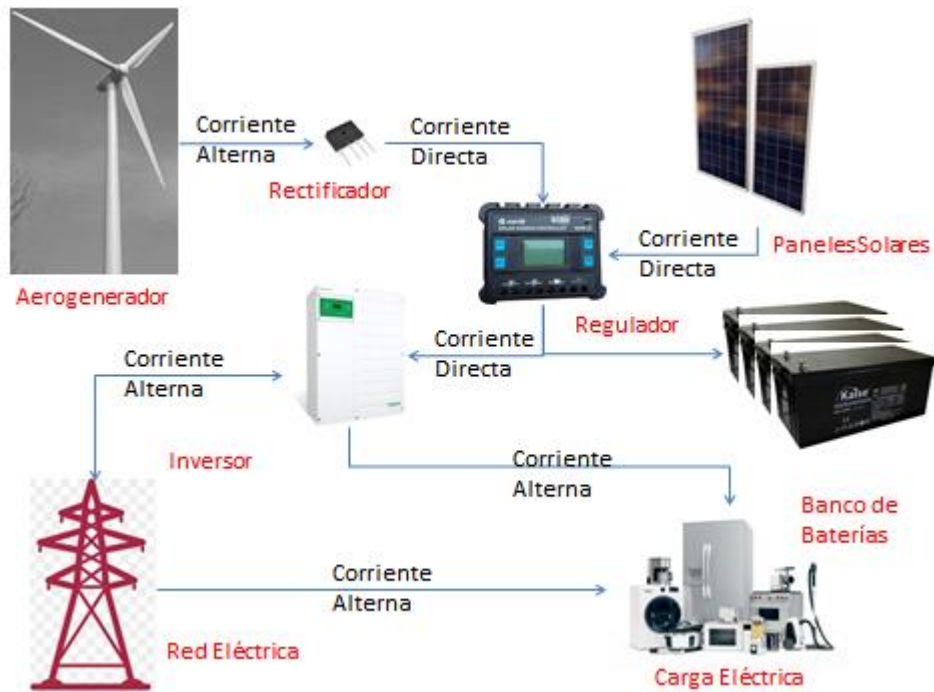 Corriente
Alterna
Rectificador
Corriente
Directa
Aerogenerador
Corriente
Directa
PanelesSolares
Regulador
Corriente
Directa
Corriente
Alterna
Inversor
Kaise
Corriente
Alterna
Banco de
Baterías
Corriente
Alterna
Red Eléctrica
Carga Eléctrica